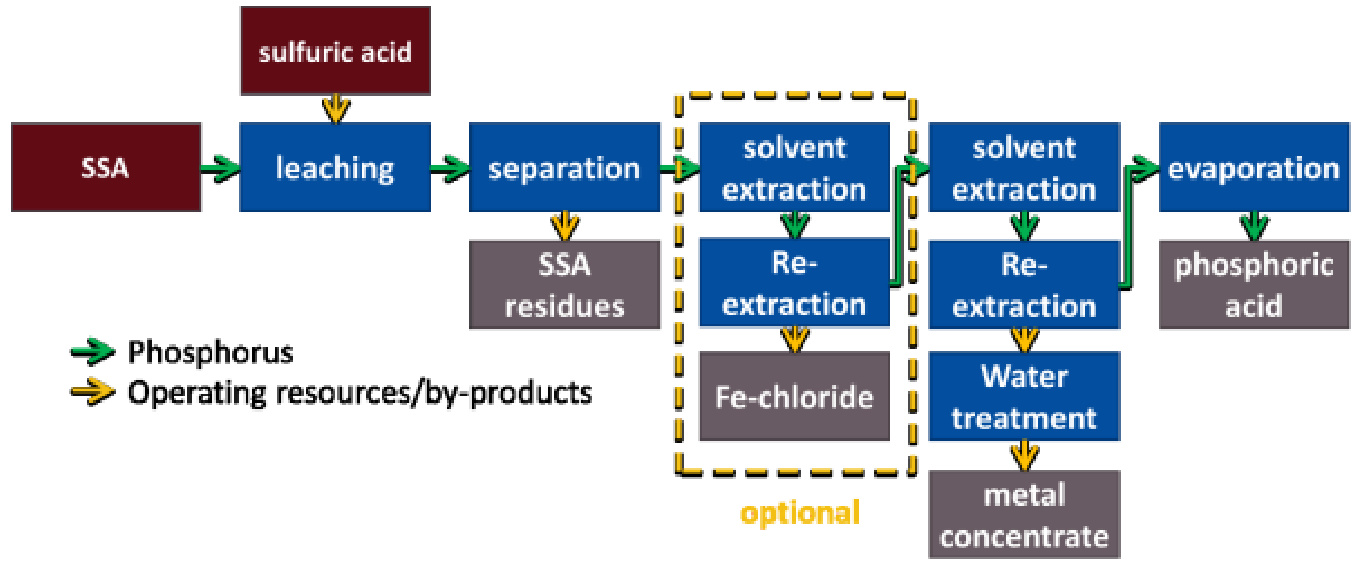 sulfuric acid
SSA
leaching
separation
solvent
extraction
solvent
extraction
evaporation
SSA
residues
Re-
extraction
Re-
extraction
phosphoric
acid
Phosphorus
Operating resources/by-products
Fe-chloride
Water
treatment
optional
metal
concentrate